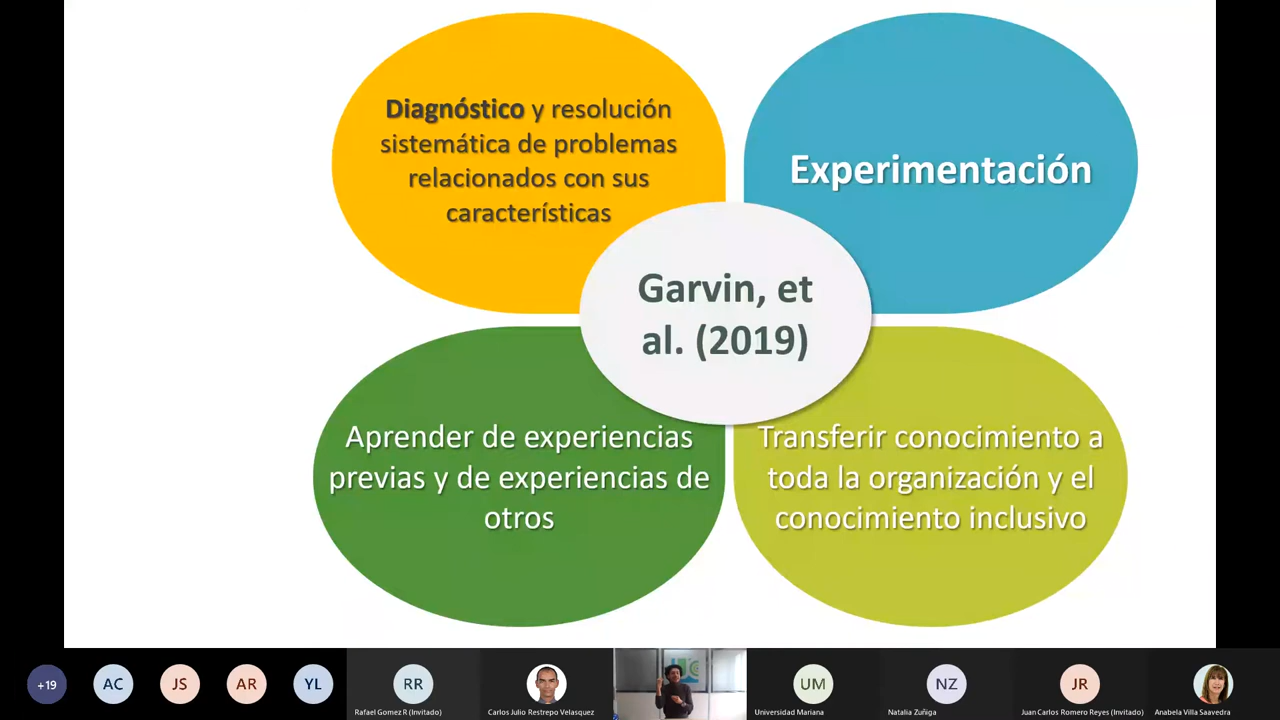 Diagnóstico y resolución
sistemática de problemas
relacionados con sus
características
Experimentación
Garvin, et
al. (2019)
Aprender de experiencias
previas y de experiencias de
otros
Transferir conocimiento a
toda la organización y el
conocimiento inclusivo
+19
AC
JS
AR
YL
RR
Rafael Gomez R (Invitado)
Carlos Julio Restrepo Velasquez
UM
Universidad Mariana
NZ
Natalia Zuñiga
JR
Juan Carlos Romero Reyes (Invitado)
Anabela Villa Saavedra